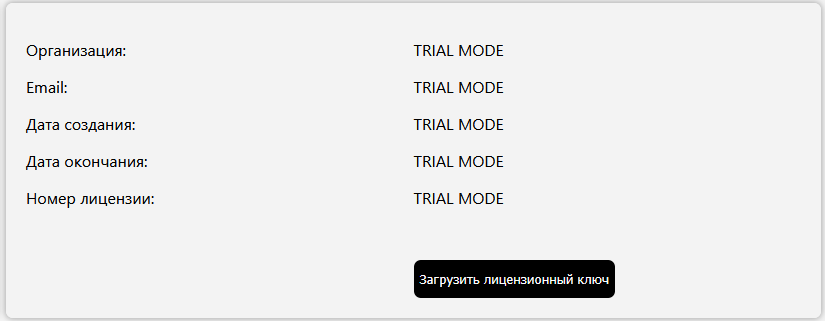 Организация: TRIAL MODE
Email: TRIAL MODE
Дата создания: TRIAL MODE
Дата окончания: TRIAL MODE
Номер лицензии: TRIAL MODE
Загрузить лицензионный ключ